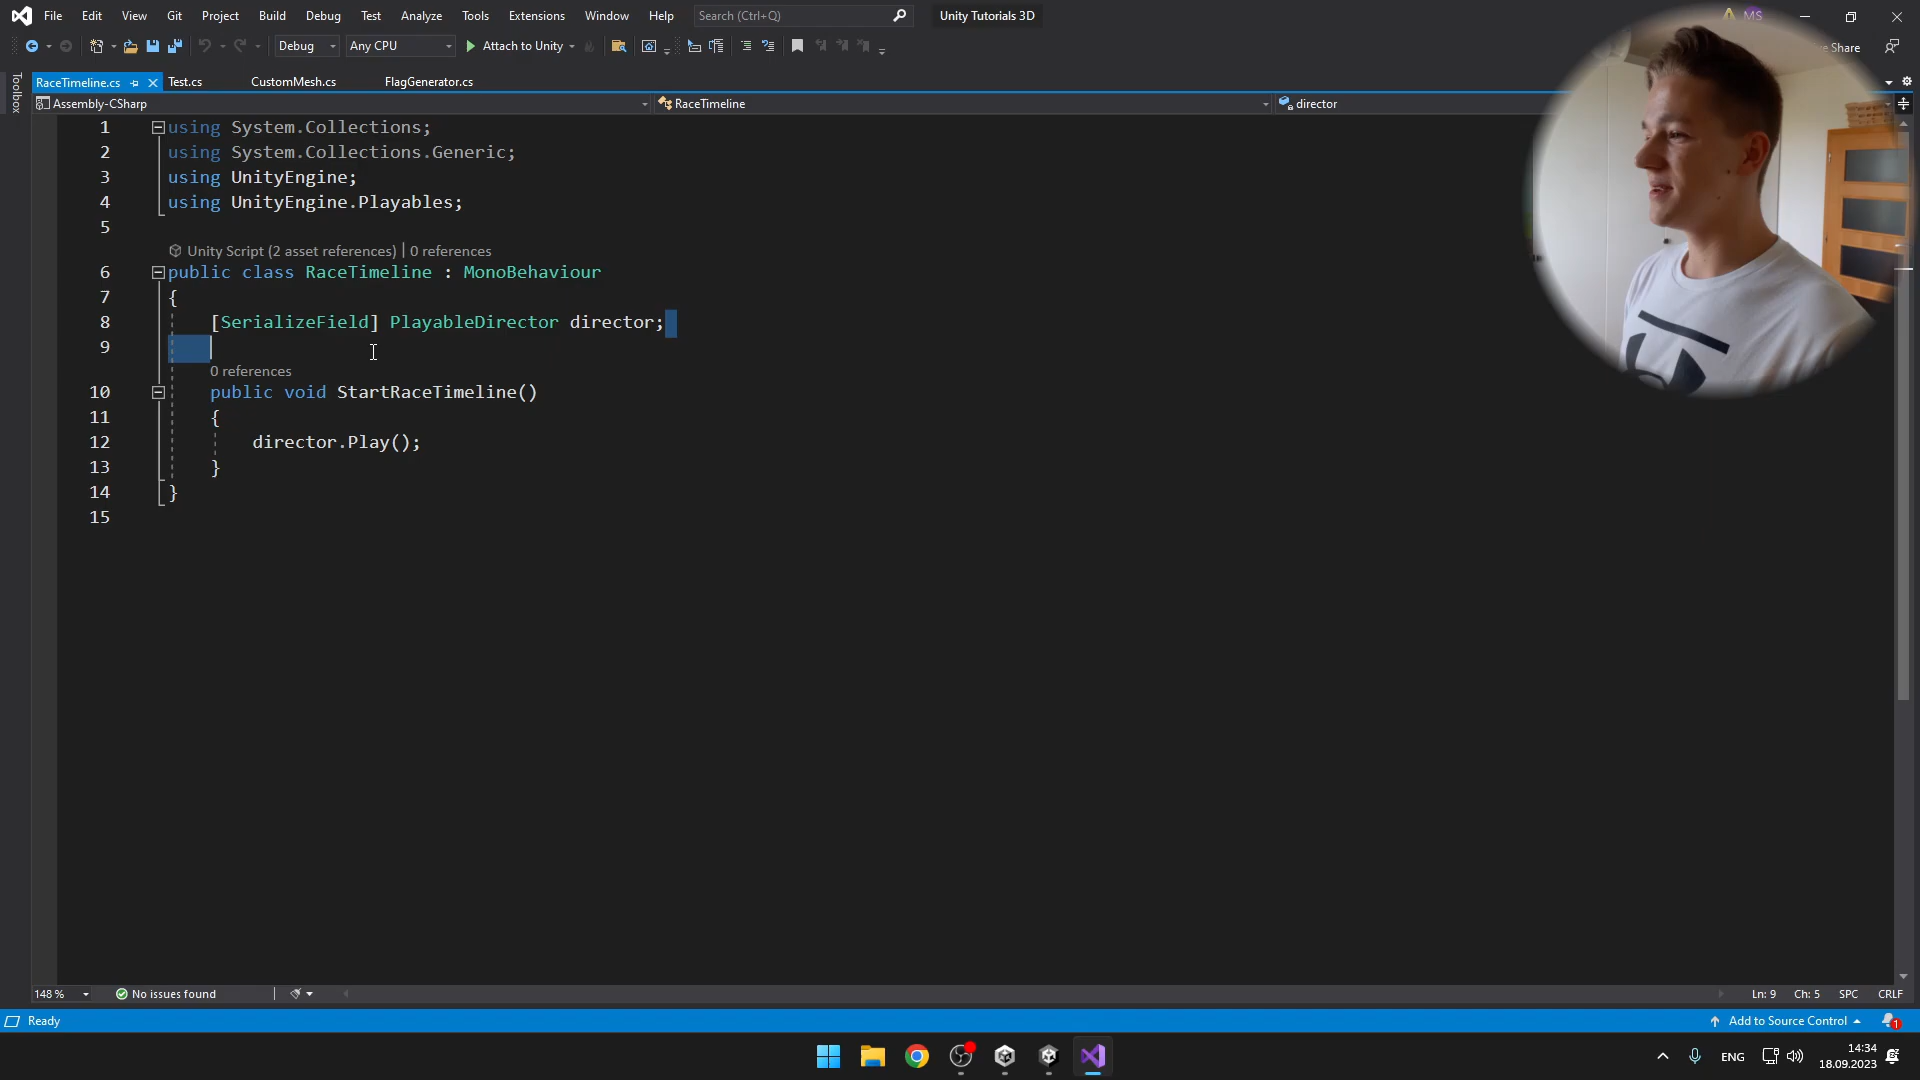 File Edit View Git Project Build Debug Test Analyze Tools Extensions Window Help Search (Ctrl+Q) Unity Tutorials 3D MS
Debug Any CPU Attach to Unity Share
Toolbox
RaceTimeline.cs Test.cs CustomMesh.cs FlagGenerator.cs
Assembly-CSharp RaceTimeline director
1 using System.Collections;
2 using System.Collections.Generic;
3 using UnityEngine;
4 using UnityEngine.Playables;
5
Unity Script (2 asset references) | 0 references
6 public class RaceTimeline : MonoBehaviour
7 {
8 [SerializeField] PlayableDirector director;
9
0 references
10 public void StartRaceTimeline()
11 {
12 director.Play();
13 }
14 }
15
148 % No issues found Ln: 9 Ch: 5 SPC CRLF
Ready Add to Source Control 1
ENG 14:34
18.09.2023